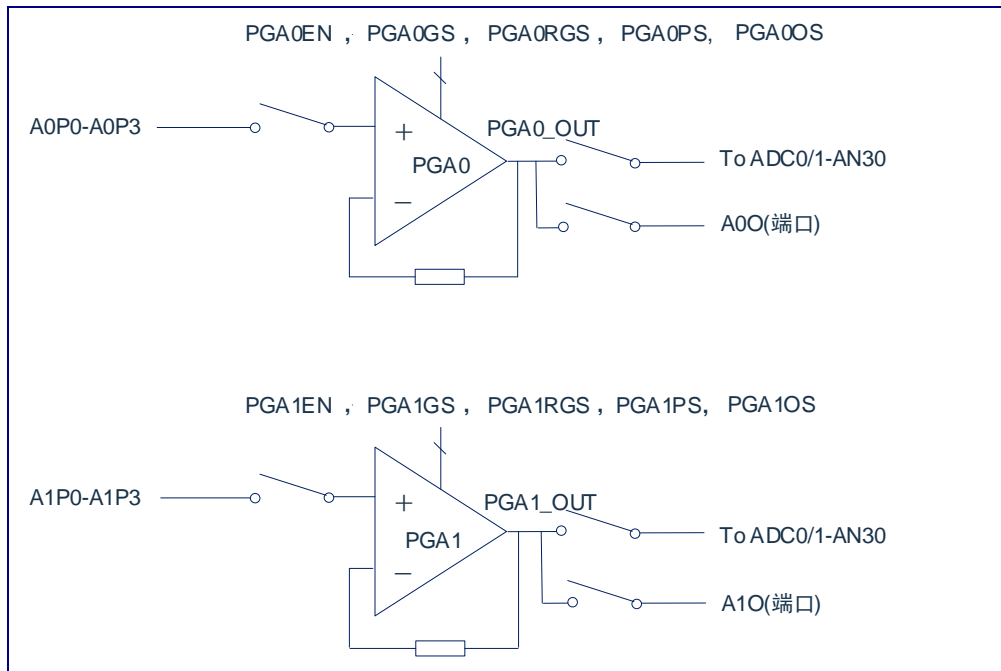 PGA0EN , PGA0GS , PGA0RGS , PGA0PS, PGA0OS
A0P0-A0P3
+
PGA0_OUT
PGA0
To ADC0/1-AN30
−
A0O(端口)
PGA1EN , PGA1GS , PGA1RGS , PGA1PS, PGA1OS
A1P0-A1P3
+
PGA1_OUT
PGA1
To ADC0/1-AN30
−
A1O(端口)